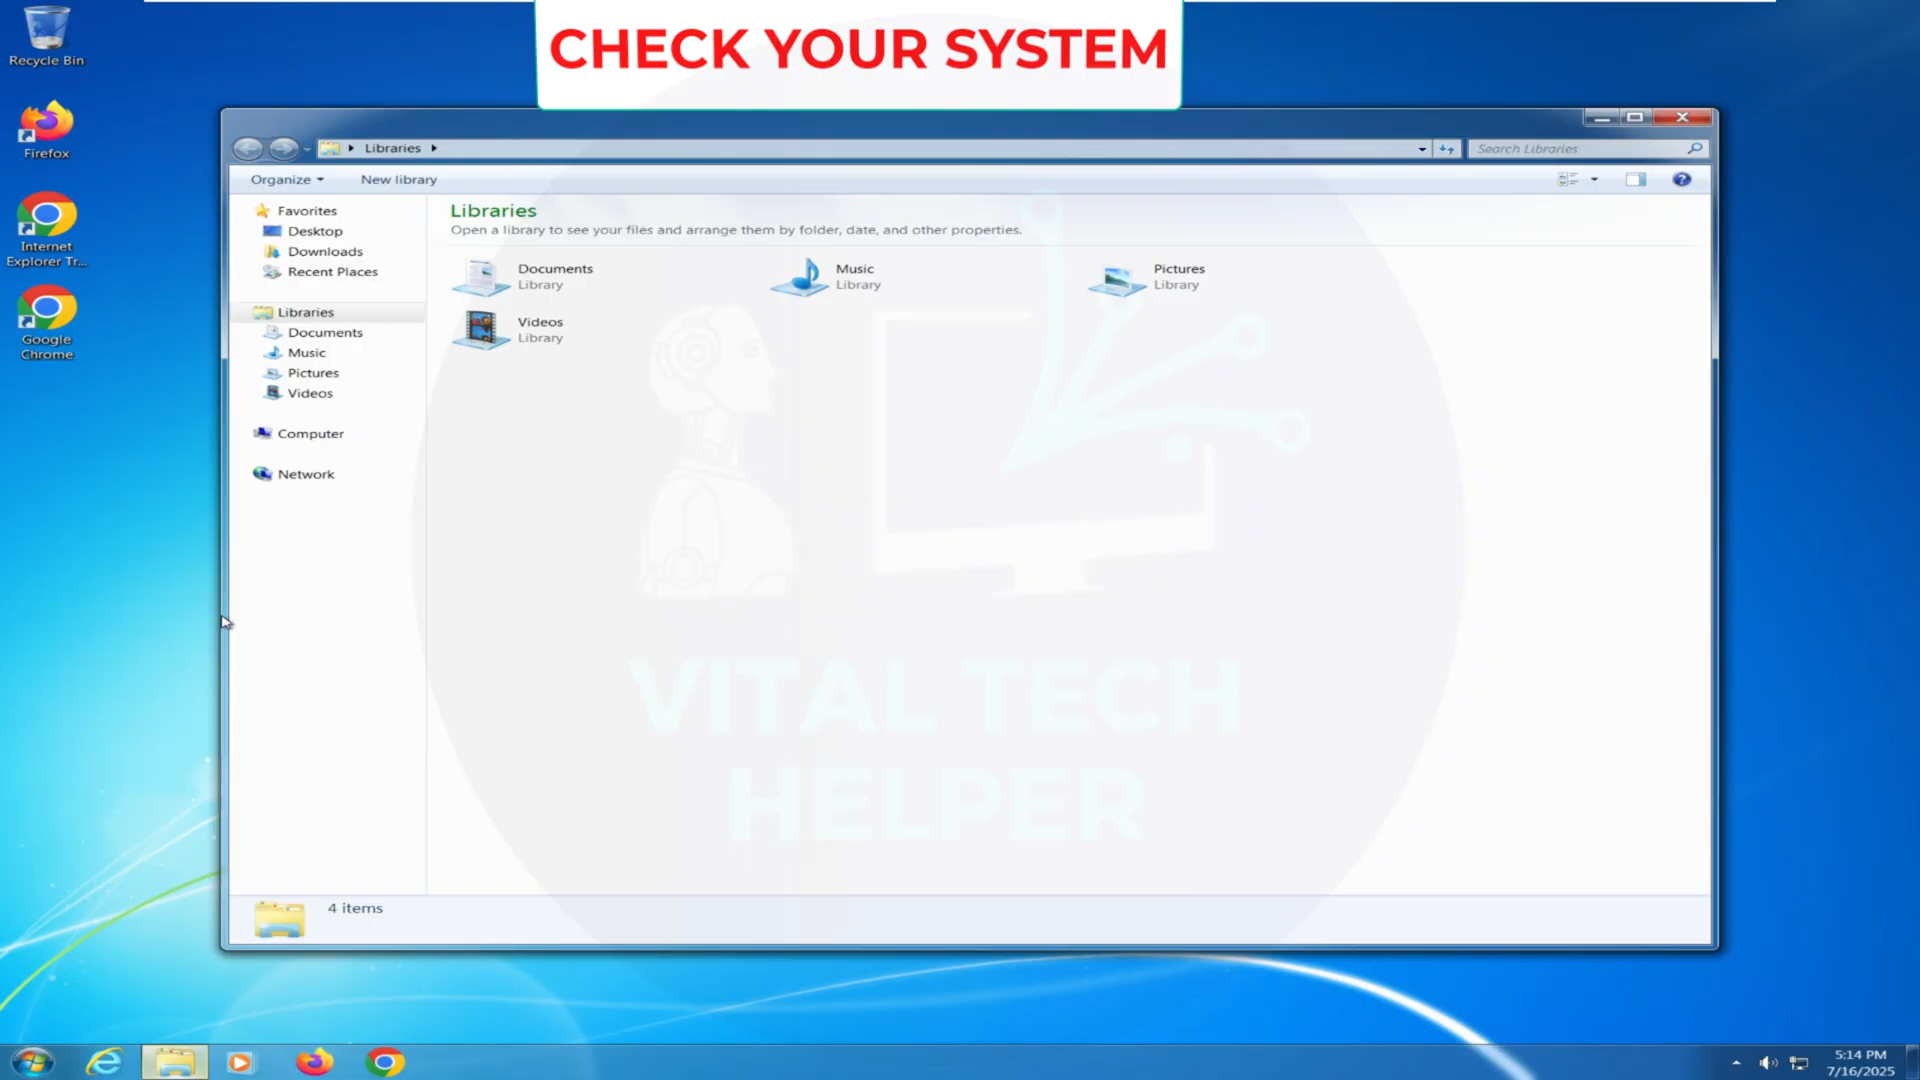 CHECK YOUR SYSTEM
Recycle Bin
Firefox
Internet
Explorer Tr...
Google
Chrome
Libraries
Search Libraries
Organize
New library
Favorites
Desktop
Downloads
Recent Places
Libraries
Documents
Music
Pictures
Videos
Computer
Network
Libraries
Open a library to see your files and arrange them by folder, date, and other properties.
Documents
Library
Music
Library
Pictures
Library
Videos
Library
VITAL TECH
HELPER
4 items
5:14 PM
7/16/2025